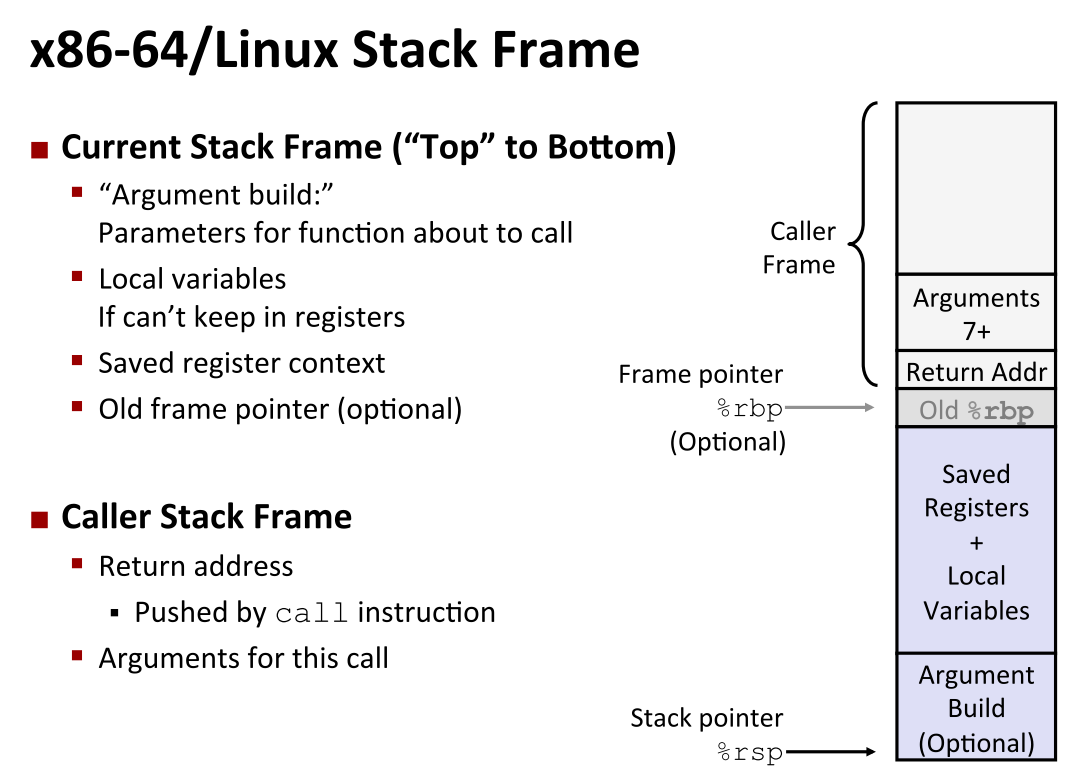 x86-64/Linux Stack Frame
Current Stack Frame (“Top” to Bottom)
“Argument build:”
Parameters for function about to call
Local variables
If can’t keep in registers
Saved register context
Old frame pointer (optional)
Caller Stack Frame
Return address
Pushed by call instruction
Arguments for this call
Caller
Frame
Frame pointer
%rbp
(Optional)
Stack pointer
%rsp
Arguments
7+
Return Addr
Old %rbp
Saved
Registers
+
Local
Variables
Argument
Build
(Optional)